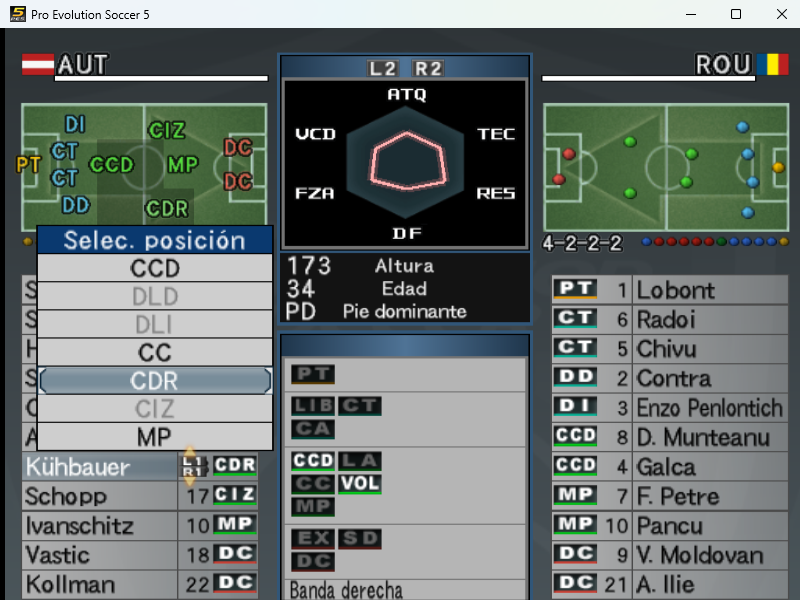 Pro Evolution Soccer 5
AUT
L2 R2
ROU
ATQ
VCD
TEC
FZA
RES
DF
DI
CIZ
CT
DC
PT
CCD
MP
CT
DC
DD
CDR
4-2-2-2
Selec. posición
CCD
DLD
DLI
CC
CDR
CIZ
MP
173 Altura
34 Edad
PD Pie dominante
Kühbauer L1 R1 CDR
Schopp 17 CIZ
Ivanschitz 10 MP
Vastic 18 DC
Kollman 22 DC
PT
LIB CT
CA
CCD LA
CC VOL
MP
EX SD
DC
Banda derecha
PT 1 Lobont
CT 6 Radoi
CT 5 Chivu
DD 2 Contra
DI 3 Enzo Penlontich
CCD 8 D. Munteanu
CCD 4 Galca
MP 7 F. Petre
MP 10 Pancu
DC 9 V. Moldovan
DC 21 A. Ilie